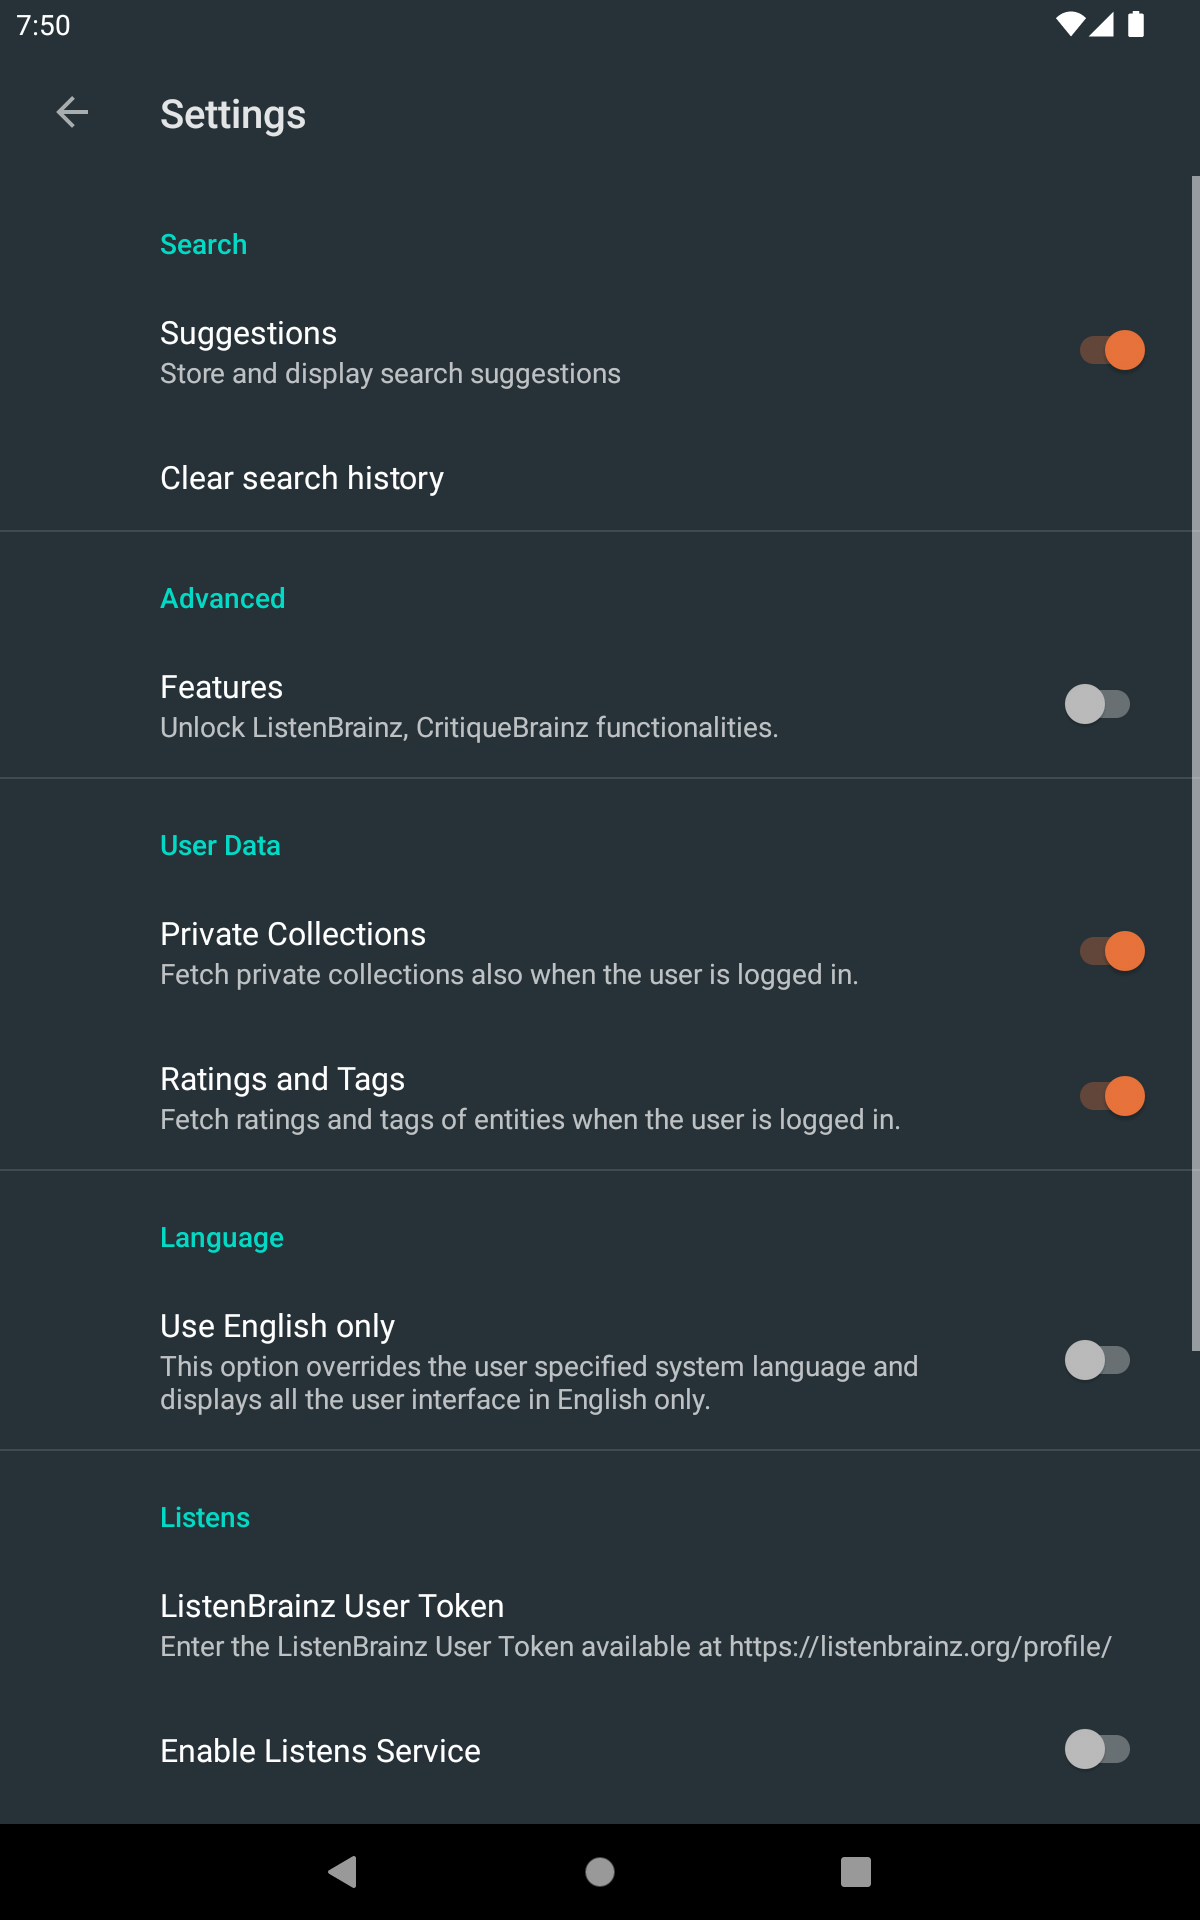 7:50
Settings
Search
Suggestions
Store and display search suggestions
Clear search history
Advanced
Features
Unlock ListenBrainz, CritiqueBrainz functionalities.
User Data
Private Collections
Fetch private collections also when the user is logged in.
Ratings and Tags
Fetch ratings and tags of entities when the user is logged in.
Language
Use English only
This option overrides the user specified system language and
displays all the user interface in English only.
Listens
ListenBrainz User Token
Enter the ListenBrainz User Token available at https://listenbrainz.org/profile/
Enable Listens Service